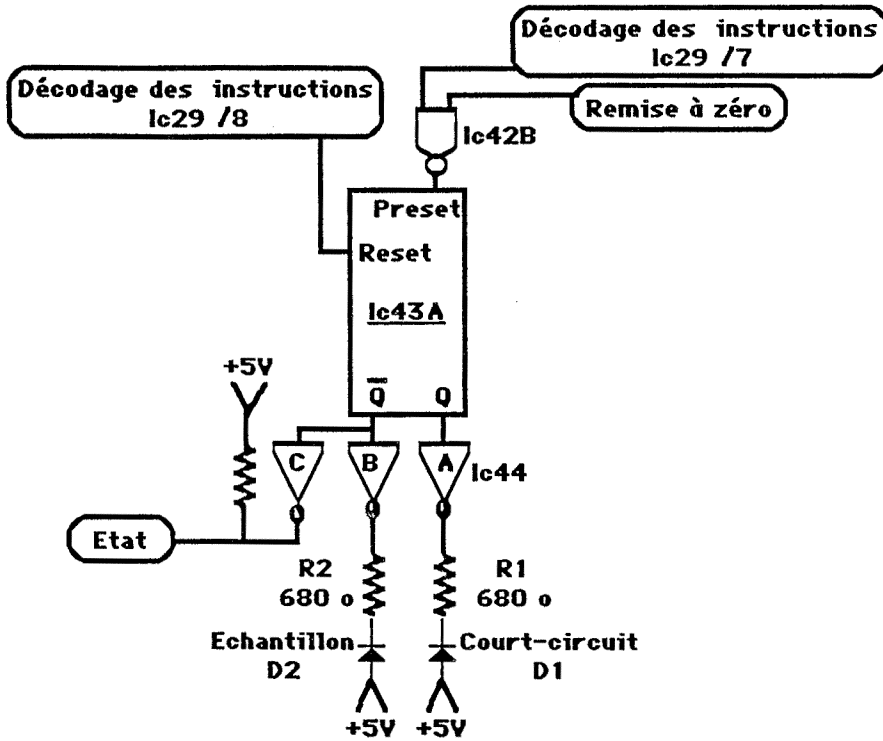 Décodage des instructions
Ic29 /7
Décodage des instructions
Ic29 /8
Remise à zéro
Ic42B
Preset
Reset
Ic43A
+5V
Q̅
Q
C
B
A
Ic44
Etat
R2
680 o
R1
680 o
Echantillon
D2
Court-circuit
D1
+5V
+5V